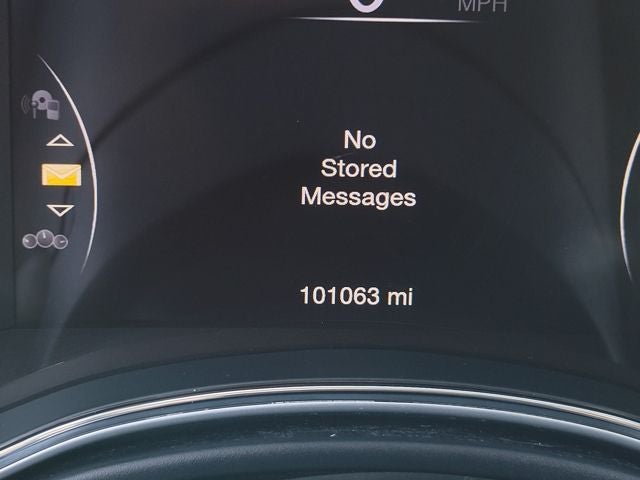 MPH
No
Stored
Messages
101063 mi